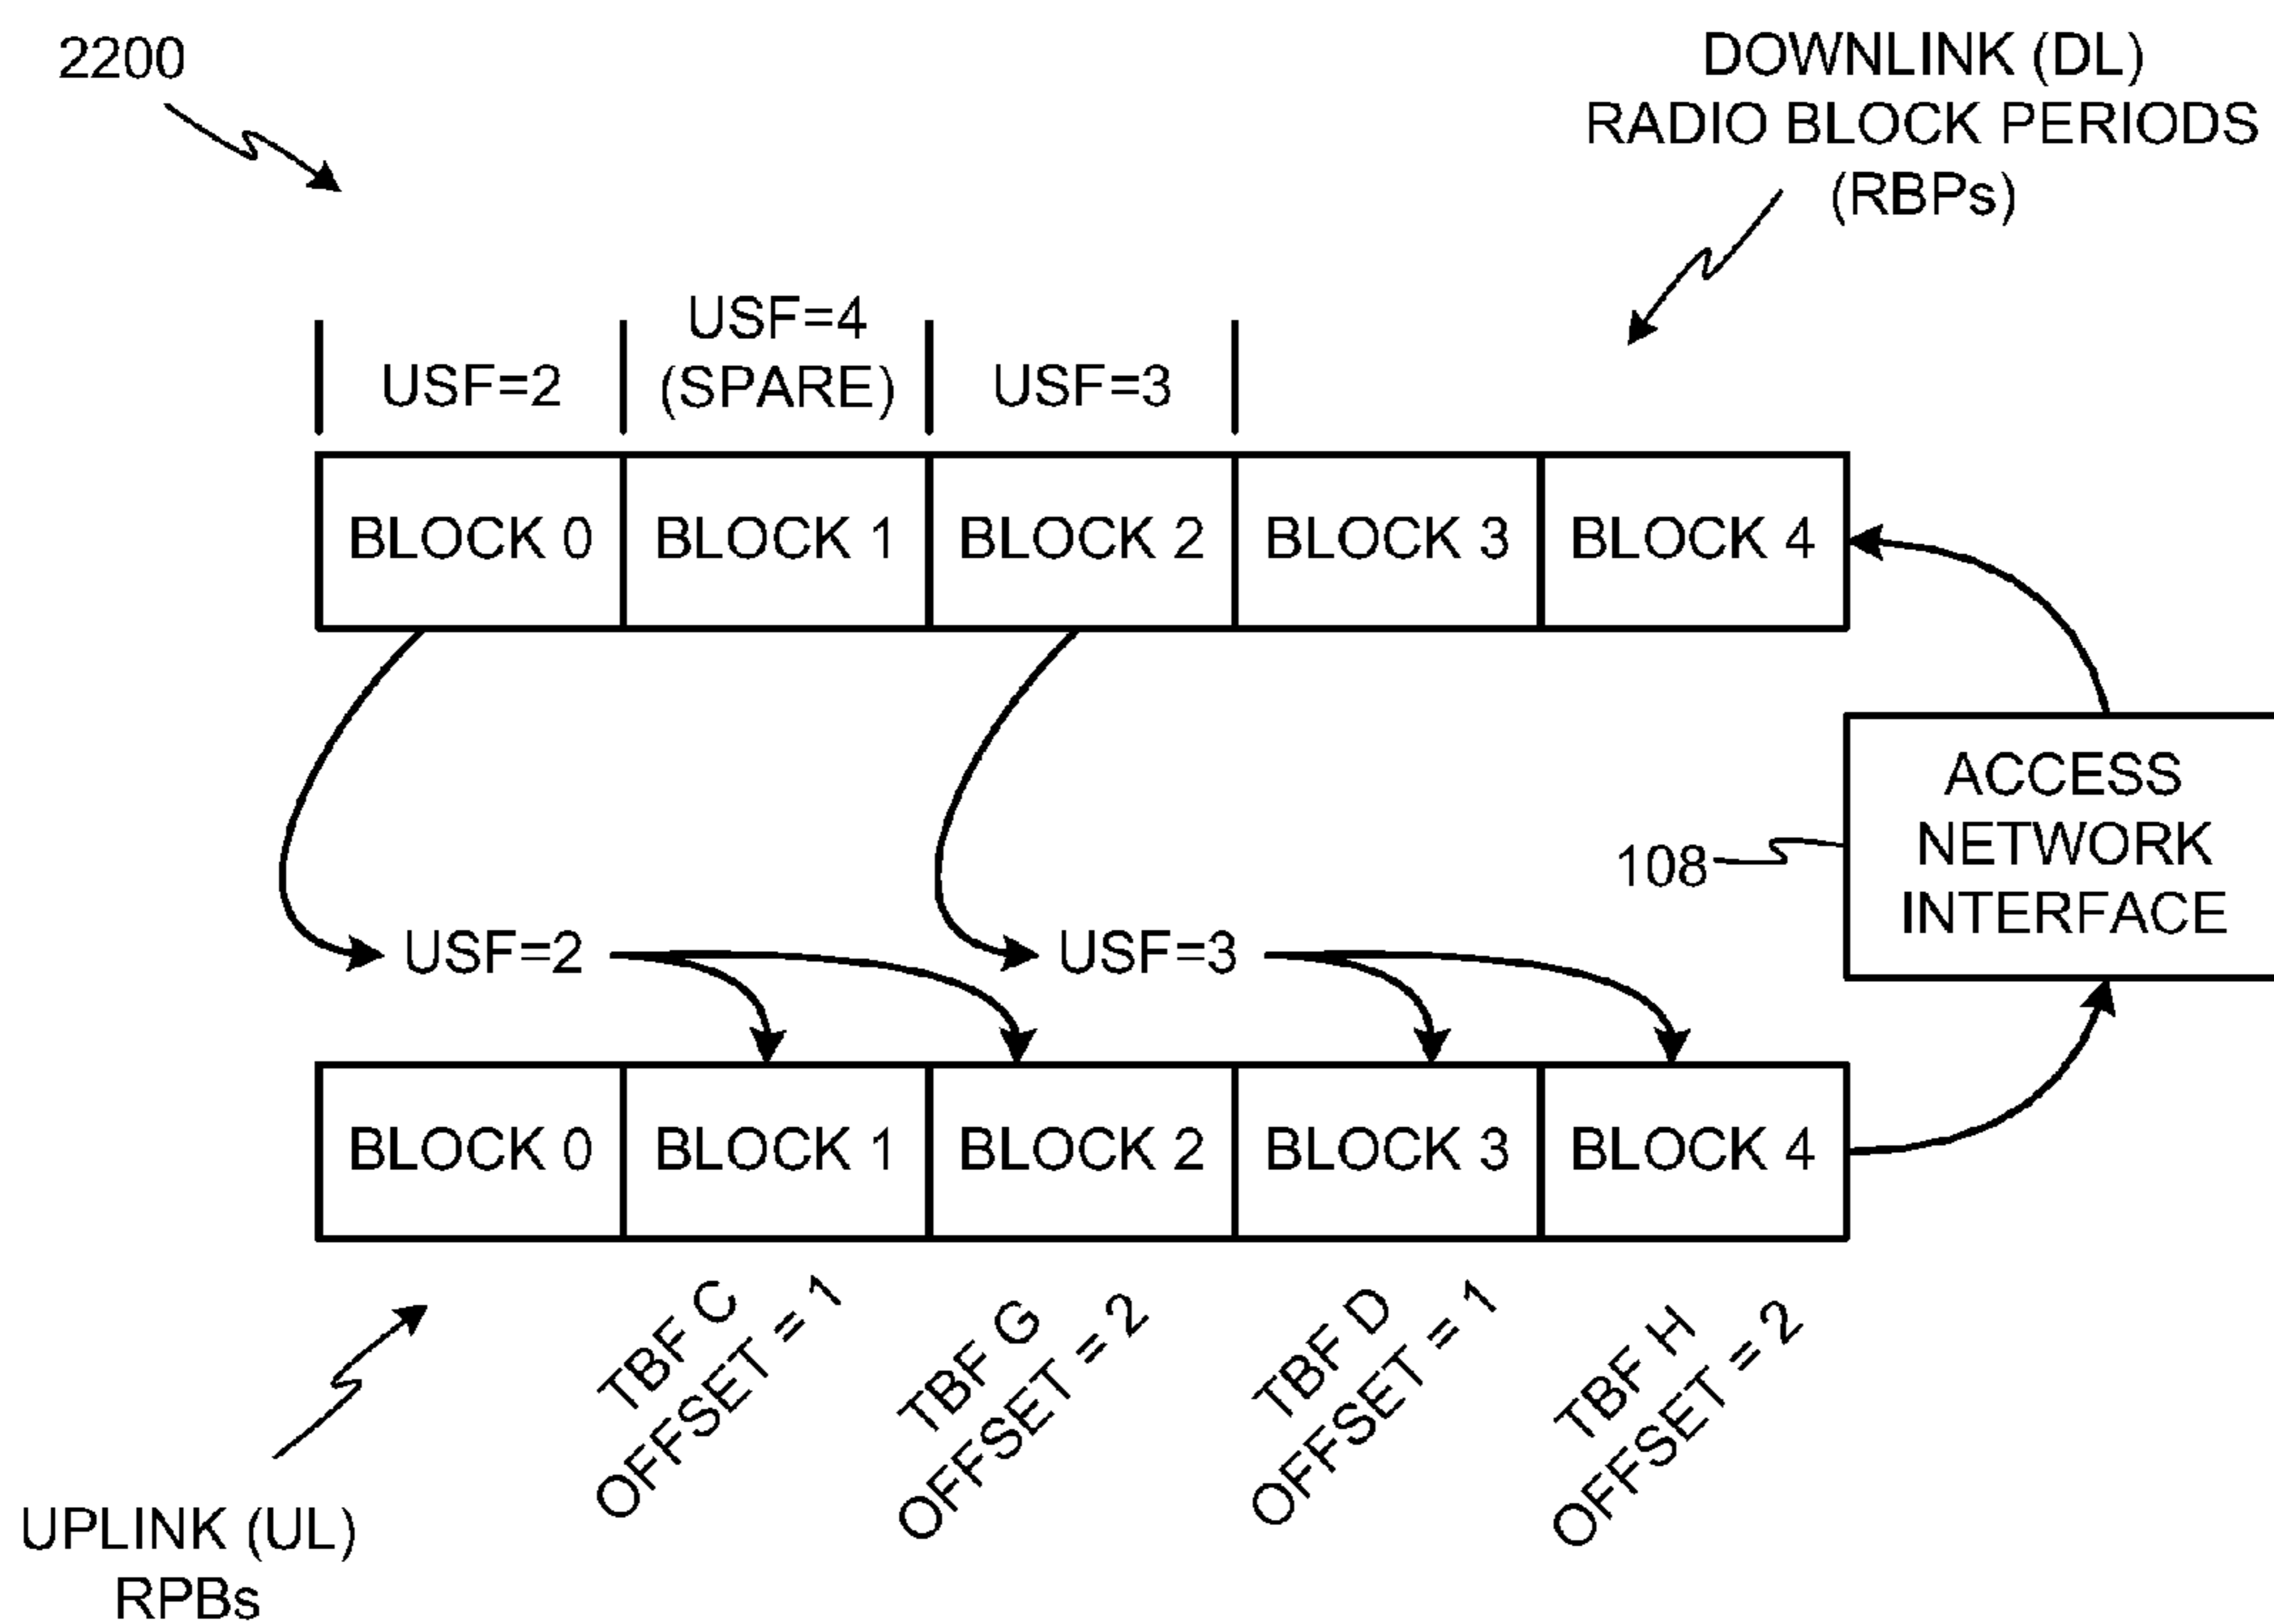 2200
DOWNLINK (DL)
RADIO BLOCK PERIODS
(RBPs)
USF=2
USF=4
(SPARE)
USF=3
BLOCK 0
BLOCK 1
BLOCK 2
BLOCK 3
BLOCK 4
ACCESS
NETWORK
INTERFACE
108
USF=2
USF=3
BLOCK 0
BLOCK 1
BLOCK 2
BLOCK 3
BLOCK 4
TBF C
OFFSET = 1
TBF G
OFFSET = 2
TBF D
OFFSET = 1
TBF H
OFFSET = 2
UPLINK (UL)
RPBs